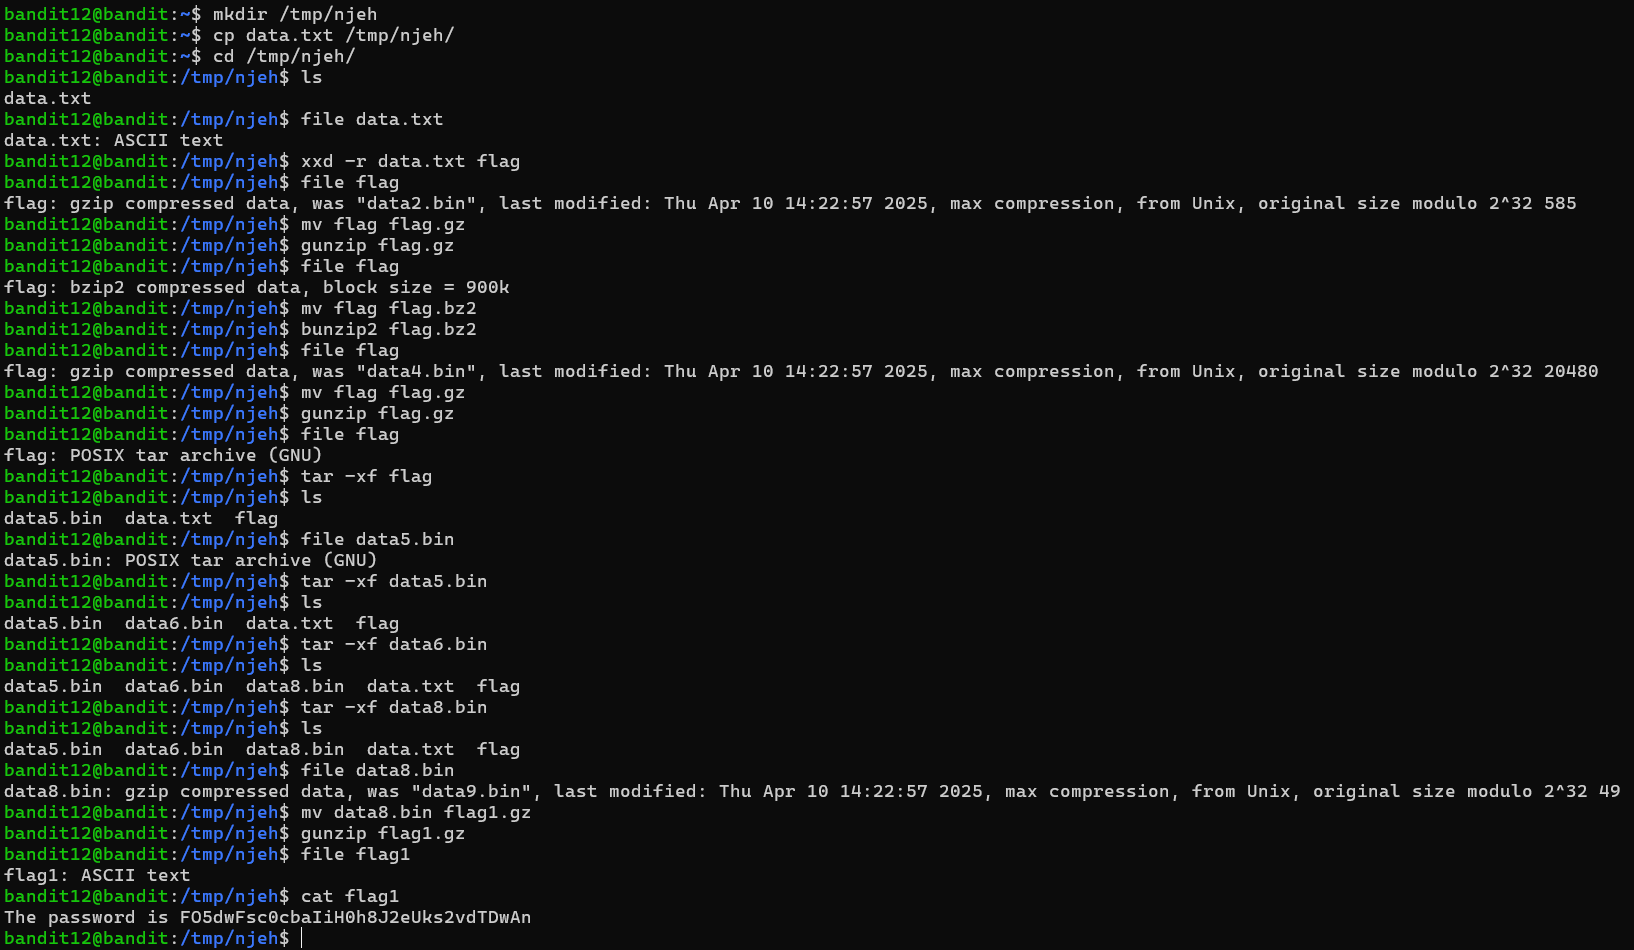 bandit12@bandit:~$ mkdir /tmp/njeh
bandit12@bandit:~$ cp data.txt /tmp/njeh/
bandit12@bandit:~$ cd /tmp/njeh/
bandit12@bandit:/tmp/njeh$ ls
data.txt
bandit12@bandit:/tmp/njeh$ file data.txt
data.txt: ASCII text
bandit12@bandit:/tmp/njeh$ xxd -r data.txt flag
bandit12@bandit:/tmp/njeh$ file flag
flag: gzip compressed data, was "data2.bin", last modified: Thu Apr 10 14:22:57 2025, max compression, from Unix, original size modulo 2^32 585
bandit12@bandit:/tmp/njeh$ mv flag flag.gz
bandit12@bandit:/tmp/njeh$ gunzip flag.gz
bandit12@bandit:/tmp/njeh$ file flag
flag: bzip2 compressed data, block size = 900k
bandit12@bandit:/tmp/njeh$ mv flag flag.bz2
bandit12@bandit:/tmp/njeh$ bunzip2 flag.bz2
bandit12@bandit:/tmp/njeh$ file flag
flag: gzip compressed data, was "data4.bin", last modified: Thu Apr 10 14:22:57 2025, max compression, from Unix, original size modulo 2^32 20480
bandit12@bandit:/tmp/njeh$ mv flag flag.gz
bandit12@bandit:/tmp/njeh$ gunzip flag.gz
bandit12@bandit:/tmp/njeh$ file flag
flag: POSIX tar archive (GNU)
bandit12@bandit:/tmp/njeh$ tar -xf flag
bandit12@bandit:/tmp/njeh$ ls
data5.bin  data.txt  flag
bandit12@bandit:/tmp/njeh$ file data5.bin
data5.bin: POSIX tar archive (GNU)
bandit12@bandit:/tmp/njeh$ tar -xf data5.bin
bandit12@bandit:/tmp/njeh$ ls
data5.bin  data6.bin  data.txt  flag
bandit12@bandit:/tmp/njeh$ tar -xf data6.bin
bandit12@bandit:/tmp/njeh$ ls
data5.bin  data6.bin  data8.bin  data.txt  flag
bandit12@bandit:/tmp/njeh$ tar -xf data8.bin
bandit12@bandit:/tmp/njeh$ ls
data5.bin  data6.bin  data8.bin  data.txt  flag
bandit12@bandit:/tmp/njeh$ file data8.bin
data8.bin: gzip compressed data, was "data9.bin", last modified: Thu Apr 10 14:22:57 2025, max compression, from Unix, original size modulo 2^32 49
bandit12@bandit:/tmp/njeh$ mv data8.bin flag1.gz
bandit12@bandit:/tmp/njeh$ gunzip flag1.gz
bandit12@bandit:/tmp/njeh$ file flag1
flag1: ASCII text
bandit12@bandit:/tmp/njeh$ cat flag1
The password is FO5dwFsc0cbaIiH0h8J2eUks2vdTDwAn
bandit12@bandit:/tmp/njeh$